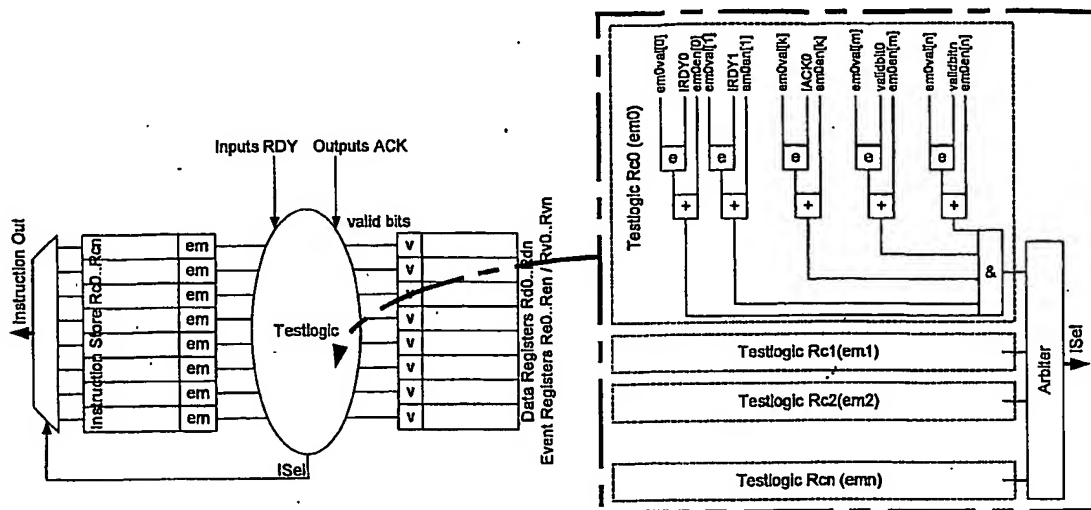 Inputs RDY
Outputs ACK
valid bits
Instruction Out
Instruction Store Rc0..Rcn
em
em
em
em
em
em
em
em
Testlogic
v
v
v
v
v
v
v
v
Data Registers Rd0...Rdn
Event Registers Re0..Ren / Rv0..Rvn
ISel
Testlogic Rc0 (em0)
em0val[0]
IRDY0
em0en[0]
em0val[1]
IRDY1
em0en[1]
em0val[k]
IACK0
em0en[k]
em0val[m]
validbit0
em0en[m]
em0val[n]
validbitn
em0en[n]
e
e
e
e
e
+
+
+
+
+
&
Testlogic Rc1(em1)
Testlogic Rc2(em2)
Testlogic Rcn (emn)
Arbiter
ISel